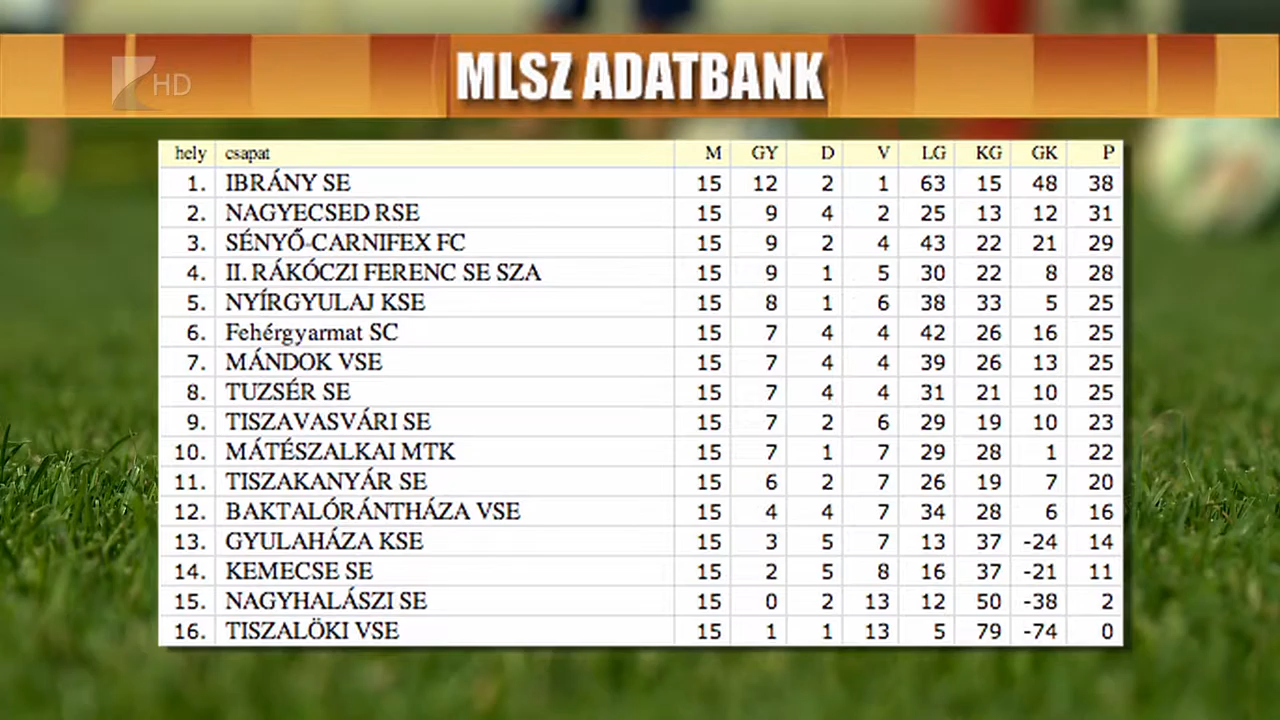 MLSZ ADATBANK
HD
hely csapat M GY D V LG KG GK P
1. IBRÁNY SE 15 12 2 1 63 15 48 38
2. NAGYECSED RSE 15 9 4 2 25 13 12 31
3. SÉNYŐ-CARNIFEX FC 15 9 2 4 43 22 21 29
4. II. RÁKÓCZI FERENC SE SZA 15 9 1 5 30 22 8 28
5. NYÍRGYULAJ KSE 15 8 1 6 38 33 5 25
6. Fehérgyarmat SC 15 7 4 4 42 26 16 25
7. MÁNDOK VSE 15 7 4 4 39 26 13 25
8. TUZSÉR SE 15 7 4 4 31 21 10 25
9. TISZAVASVÁRI SE 15 7 2 6 29 19 10 23
10. MÁTÉSZALKAI MTK 15 7 1 7 29 28 1 22
11. TISZAKANYÁR SE 15 6 2 7 26 19 7 20
12. BAKTALÓRÁNTHÁZA VSE 15 4 4 7 34 28 6 16
13. GYULAHÁZA KSE 15 3 5 7 13 37 -24 14
14. KEMECSE SE 15 2 5 8 16 37 -21 11
15. NAGYHALÁSZI SE 15 0 2 13 12 50 -38 2
16. TISZALÖKI VSE 15 1 1 13 5 79 -74 0